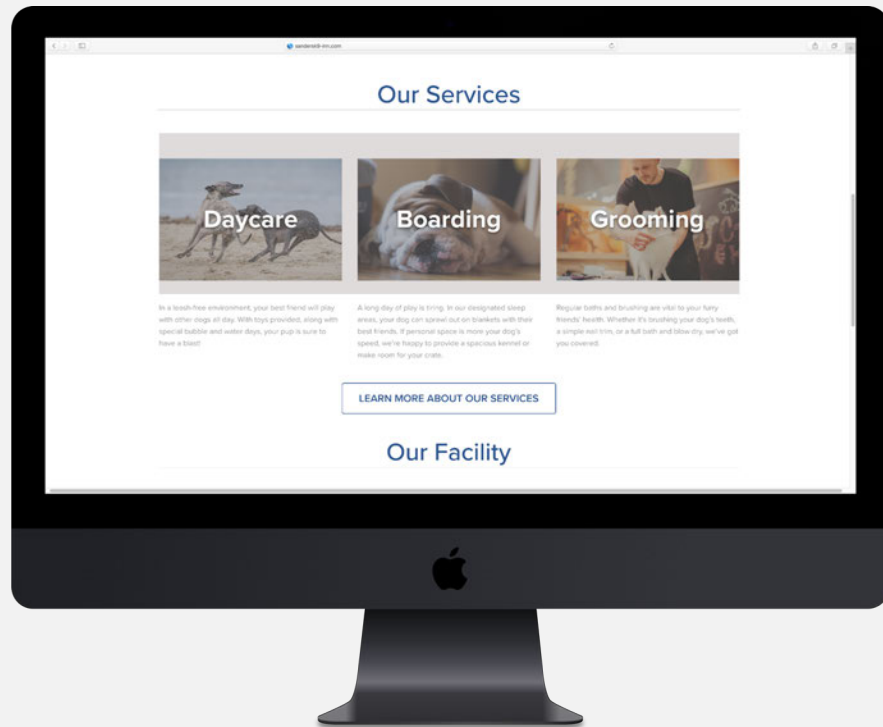 Our Services
Daycare
Boarding
Grooming
In a leash-free environment, your best friend will play
with other dogs all day. With toys provided, along with
special bubble and water days, your pup is sure to
have a blast!
A long day of play is tiring. In our designated sleep
areas, your dog can sprawl out on blankets with their
best friends. If personal space is more your dog's
speed, we're happy to provide a spacious kennel or
make room for your crate.
Regular baths and brushing are vital to your furry
friends' health. Whether it's brushing your dog's teeth,
a simple nail trim, or a full bath and blow dry, we've got
you covered.
LEARN MORE ABOUT OUR SERVICES
Our Facility